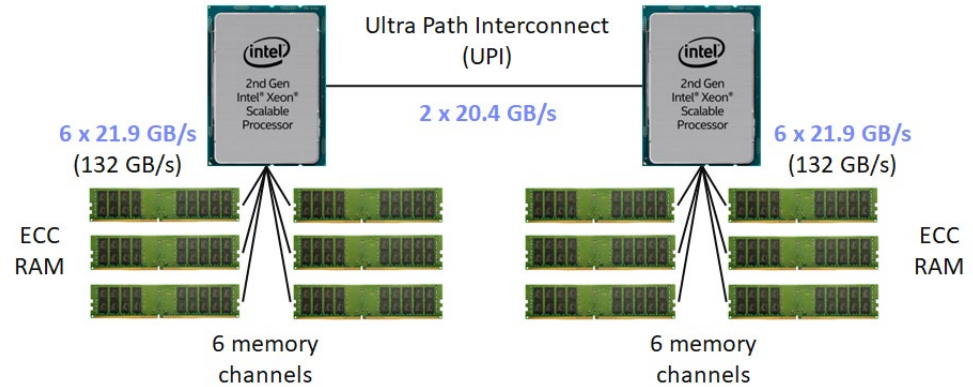 Ultra Path Interconnect
(UPI)
2 x 20.4 GB/s
intel
2nd Gen
Intel® Xeon®
Scalable
Processor
6 x 21.9 GB/s
(132 GB/s)
ECC
RAM
6 memory
channels
intel
2nd Gen
Intel® Xeon®
Scalable
Processor
6 x 21.9 GB/s
(132 GB/s)
ECC
RAM
6 memory
channels